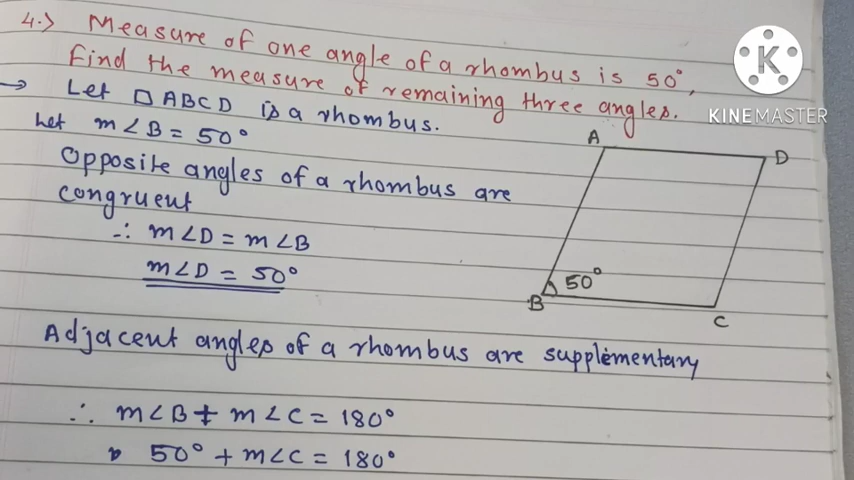 4.> Measure of one angle of a rhombus is 50°,
find the measure of remaining three angles.
→ Let □ABCD is a rhombus.
Let m∠B = 50°
Opposite angles of a rhombus are
congruent
∴ m∠D = m∠B
m∠D = 50°
Adjacent angles of a rhombus are supplementary
∴ m∠B + m∠C = 180°
50° + m∠C = 180°
A
D
50°
B
C
K
KINEMASTER